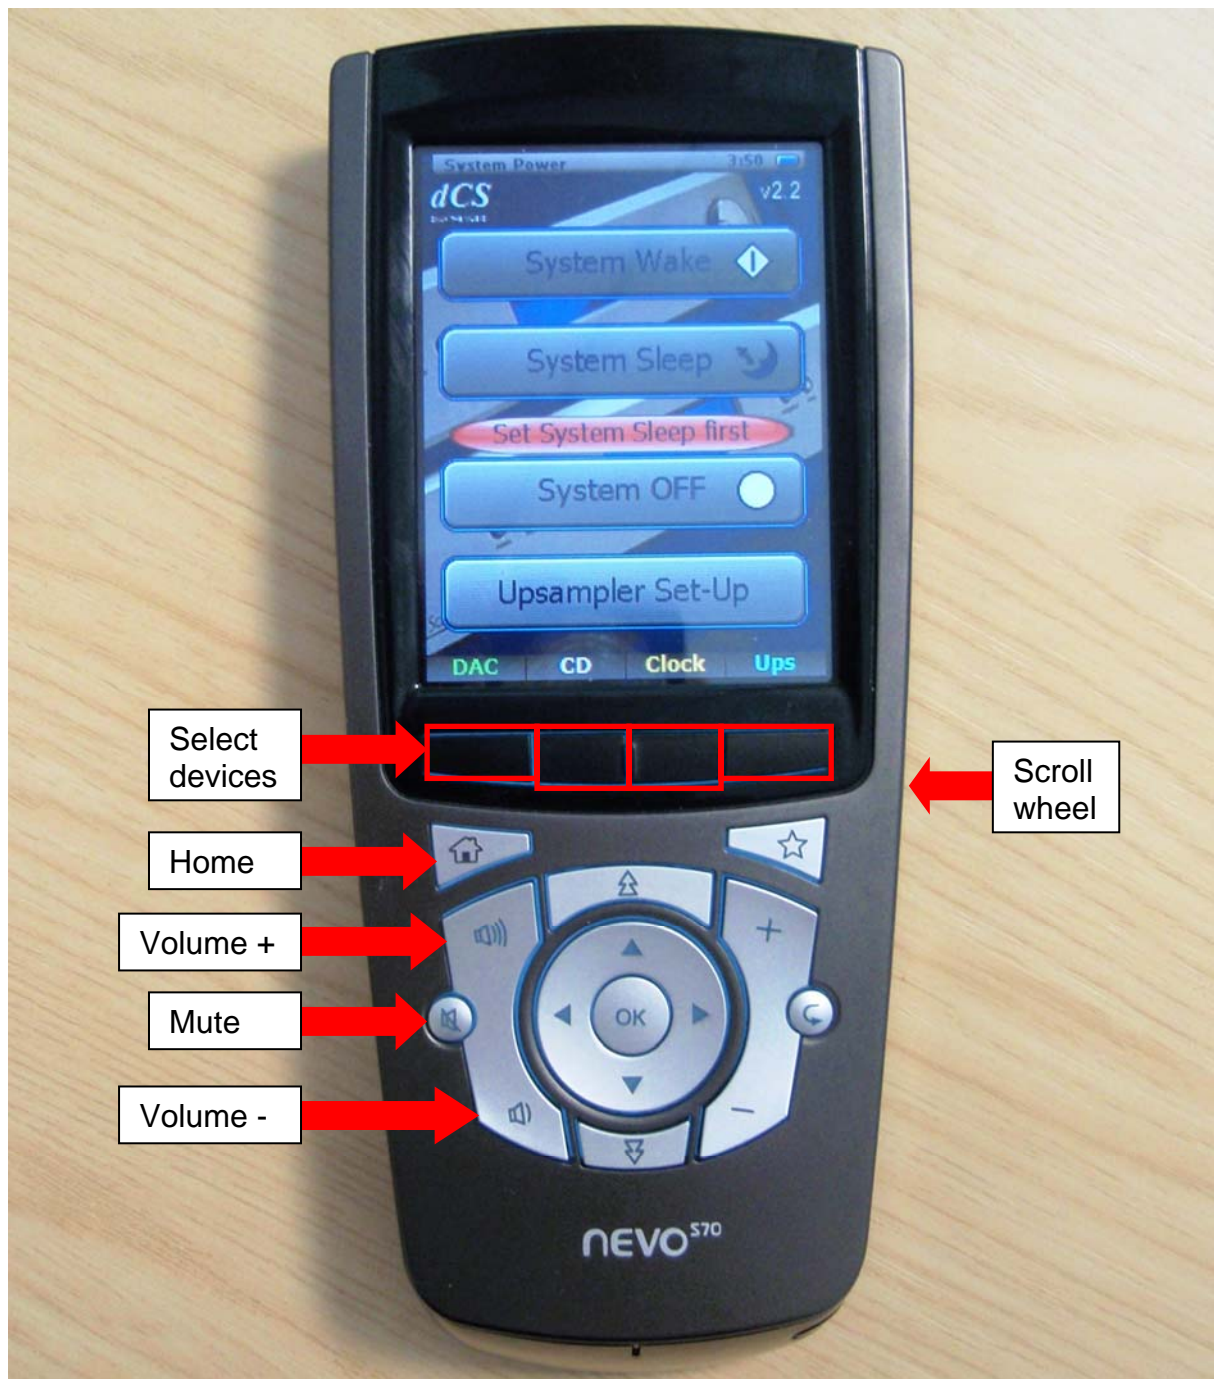 System Power 3:50
dCS v2.2
System Wake
System Sleep
Set System Sleep first
System OFF
Upsampler Set-Up
DAC CD Clock Ups
Select
devices
Scroll
wheel
Home
Volume +
Mute
OK
Volume -
NEVO S70